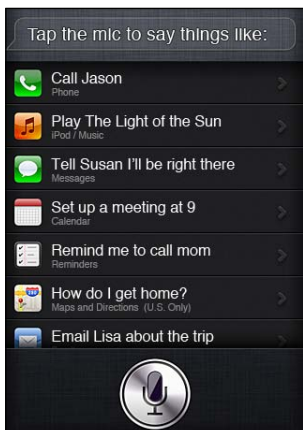 Tap the mic to say things like:
Call Jason
Phone
Play The Light of the Sun
iPod / Music
Tell Susan I'll be right there
Messages
Set up a meeting at 9
Calendar
Remind me to call mom
Reminders
How do I get home?
Maps and Directions (U.S. Only)
Email Lisa about the trip